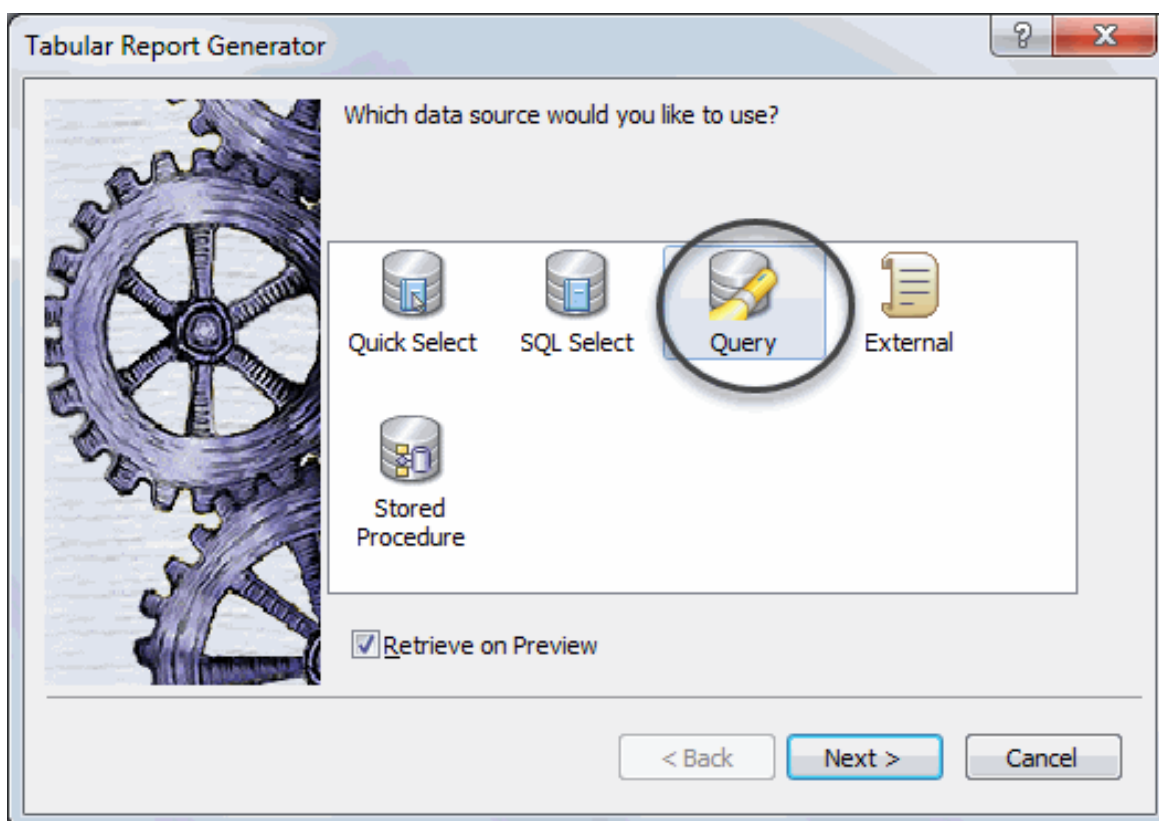 Tabular Report Generator
Which data source would you like to use?
Quick Select
SQL Select
Query
External
Stored
Procedure
Retrieve on Preview
< Back
Next >
Cancel